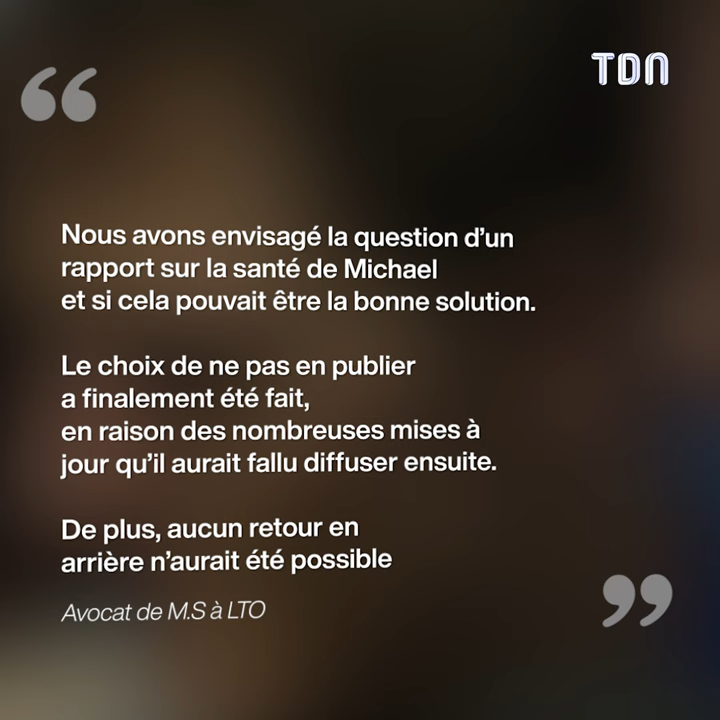 TDN
Nous avons envisagé la question d’un
rapport sur la santé de Michael
et si cela pouvait être la bonne solution.
Le choix de ne pas en publier
a finalement été fait,
en raison des nombreuses mises à
jour qu’il aurait fallu diffuser ensuite.
De plus, aucun retour en
arrière n’aurait été possible
Avocat de M.S à LTO